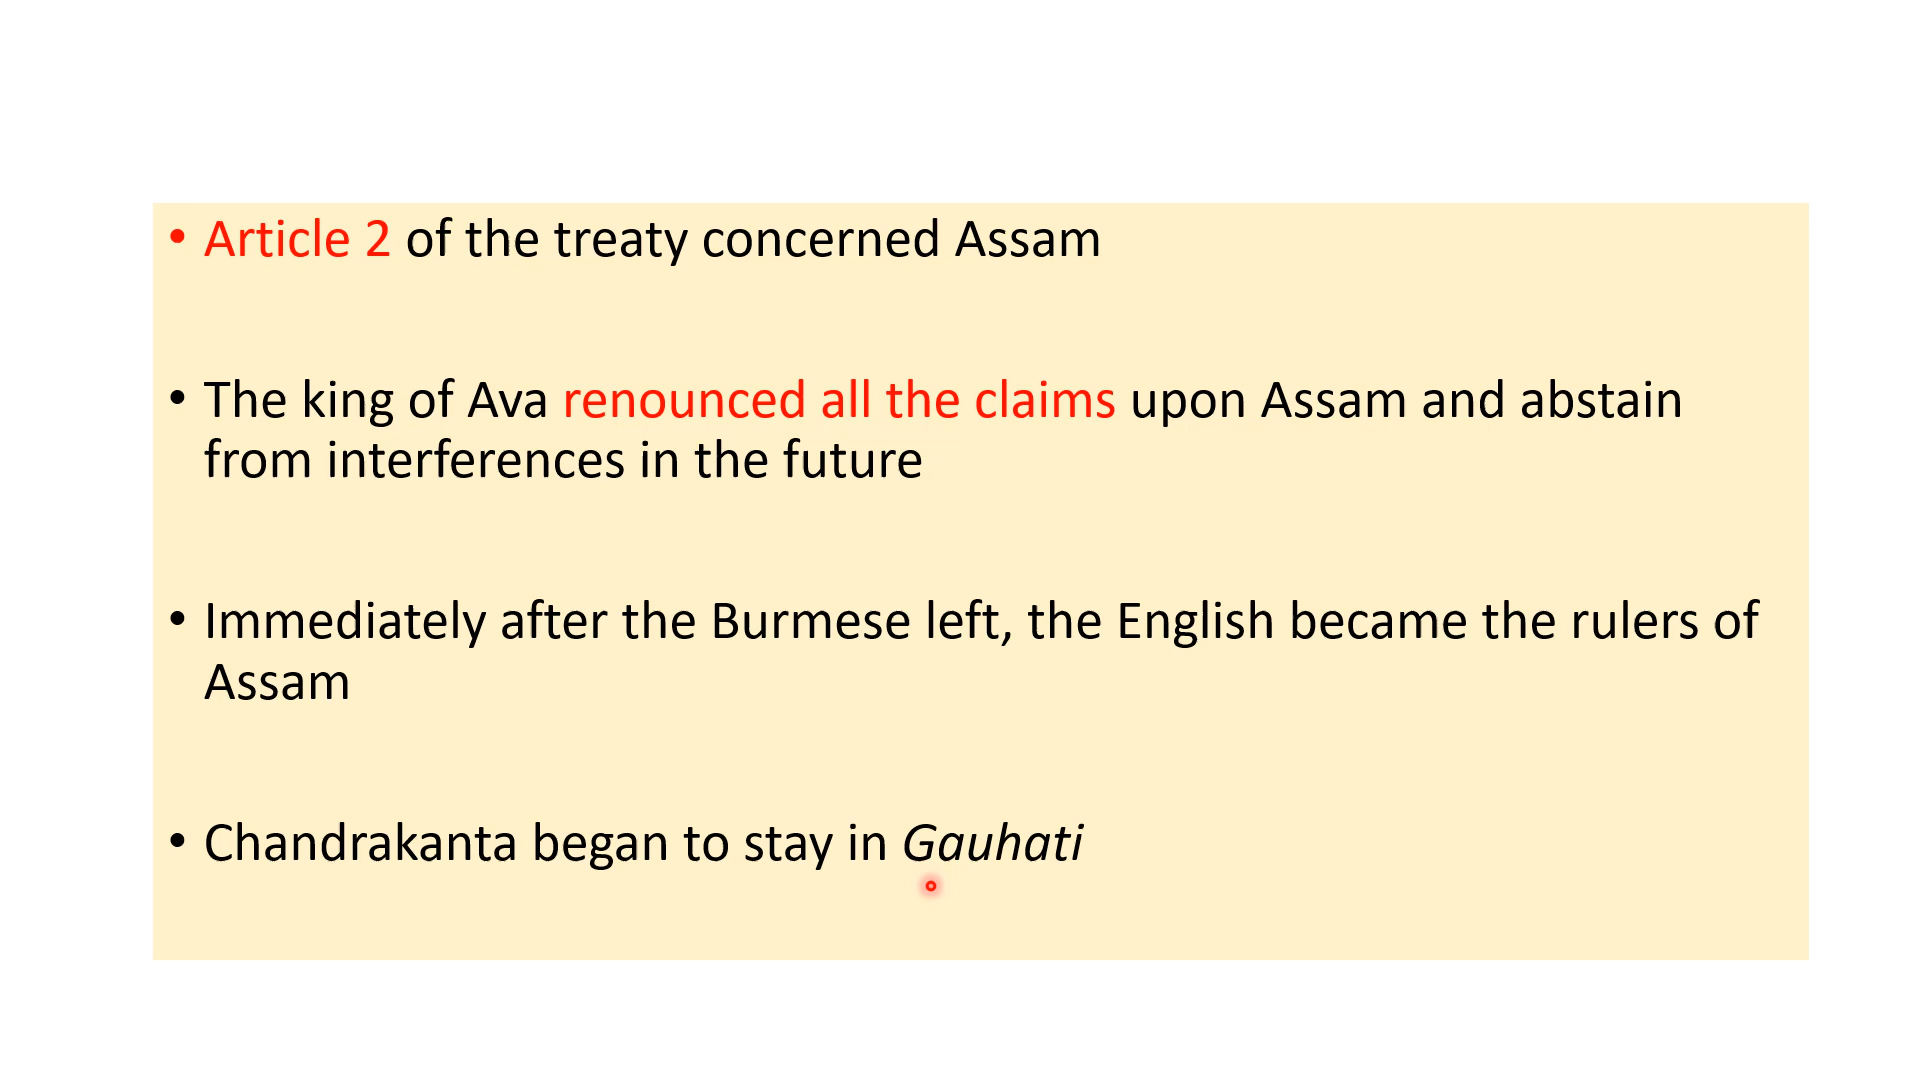 • Article 2 of the treaty concerned Assam
• The king of Ava renounced all the claims upon Assam and abstain
from interferences in the future
• Immediately after the Burmese left, the English became the rulers of
Assam
• Chandrakanta began to stay in Gauhati